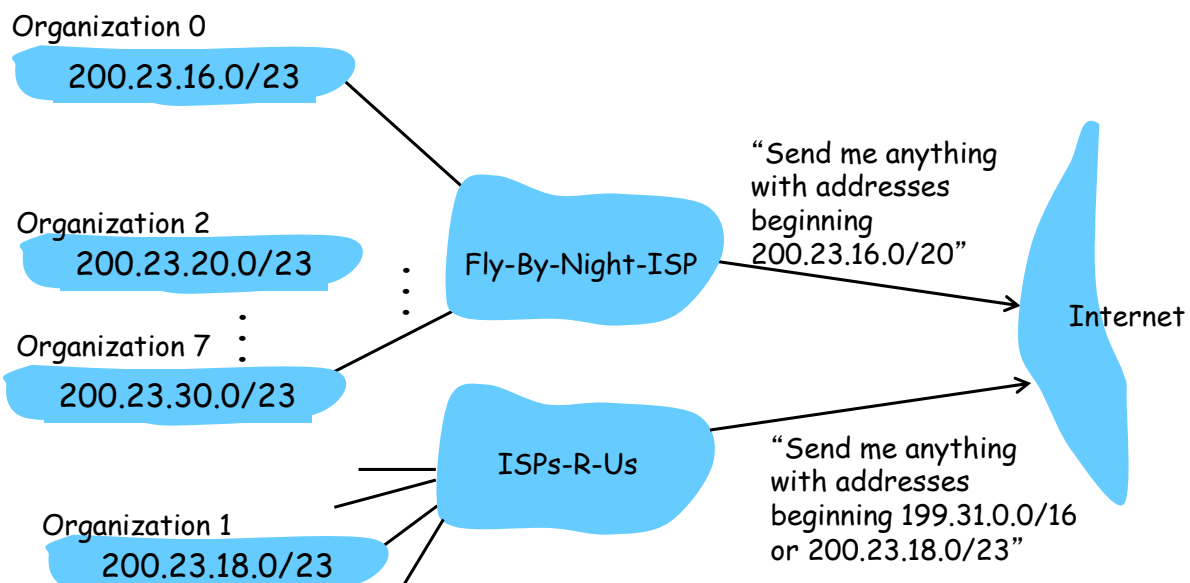 Organization 0
200.23.16.0/23
Organization 2
200.23.20.0/23
Organization 7
200.23.30.0/23
Fly-By-Night-ISP
“Send me anything
with addresses
beginning
200.23.16.0/20”
Internet
ISPs-R-Us
“Send me anything
with addresses
beginning 199.31.0.0/16
or 200.23.18.0/23”
Organization 1
200.23.18.0/23